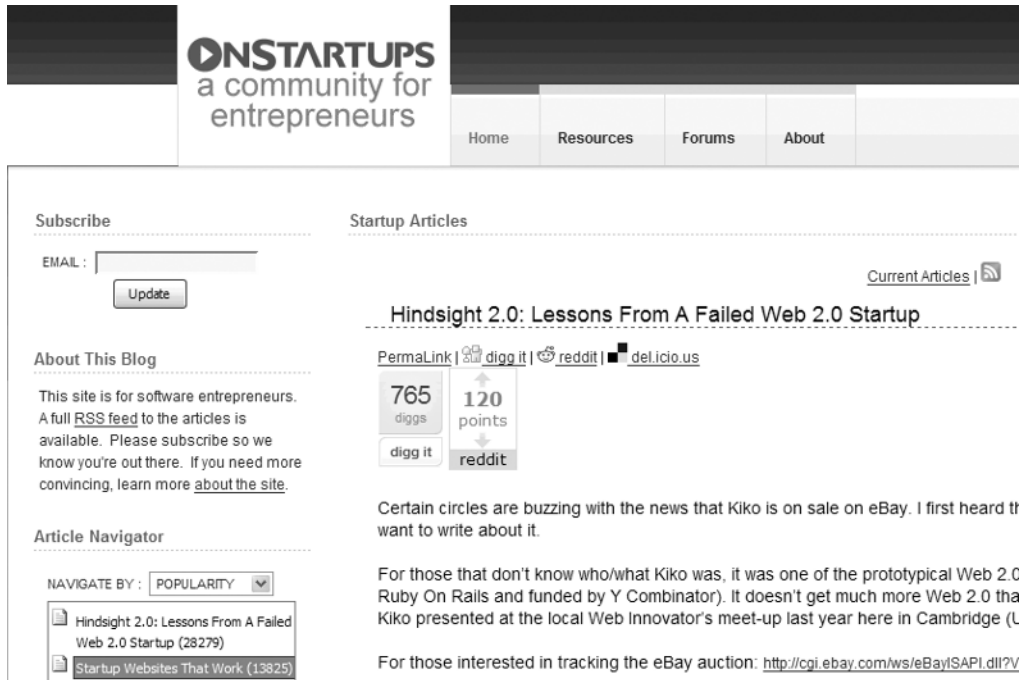 ONSTARTUPS
a community for
entrepreneurs
Home Resources Forums About
Subscribe
EMAIL :
Update
About This Blog
This site is for software entrepreneurs.
A full RSS feed to the articles is
available. Please subscribe so we
know you're out there. If you need more
convincing, learn more about the site.
Article Navigator
NAVIGATE BY : POPULARITY
Hindsight 2.0: Lessons From A Failed
Web 2.0 Startup (28279)
Startup Websites That Work (13825)
Startup Articles
Current Articles |
Hindsight 2.0: Lessons From A Failed Web 2.0 Startup
PermaLink | digg it | reddit | del.icio.us
765
diggs
digg it
120
points
reddit
Certain circles are buzzing with the news that Kiko is on sale on eBay. I first heard th
want to write about it.
For those that don't know who/what Kiko was, it was one of the prototypical Web 2.0
Ruby On Rails and funded by Y Combinator). It doesn't get much more Web 2.0 tha
Kiko presented at the local Web Innovator's meet-up last year here in Cambridge (U
For those interested in tracking the eBay auction: http://cgi.ebay.com/ws/eBayISAPI.dll?V